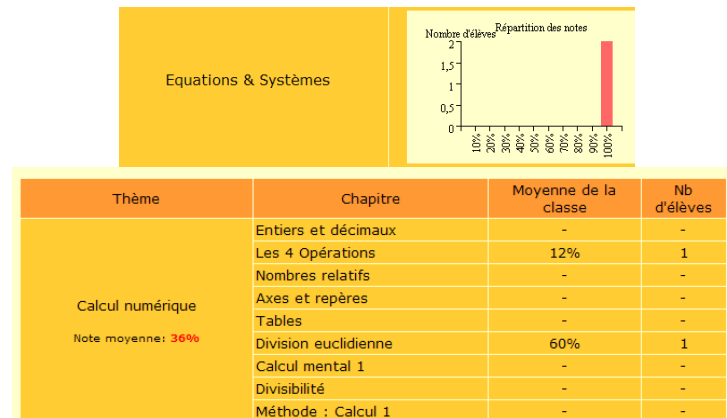 Equations & Systèmes
Répartition des notes
Nombre d'élèves
2
1,5
1
0,5
0
10%
20%
30%
40%
50%
60%
70%
80%
90%
100%
Thème Chapitre Moyenne de la classe Nb d'élèves
Calcul numérique
Note moyenne: 36%
Entiers et décimaux - -
Les 4 Opérations 12% 1
Nombres relatifs - -
Axes et repères - -
Tables - -
Division euclidienne 60% 1
Calcul mental 1 - -
Divisibilité - -
Méthode : Calcul 1 - -